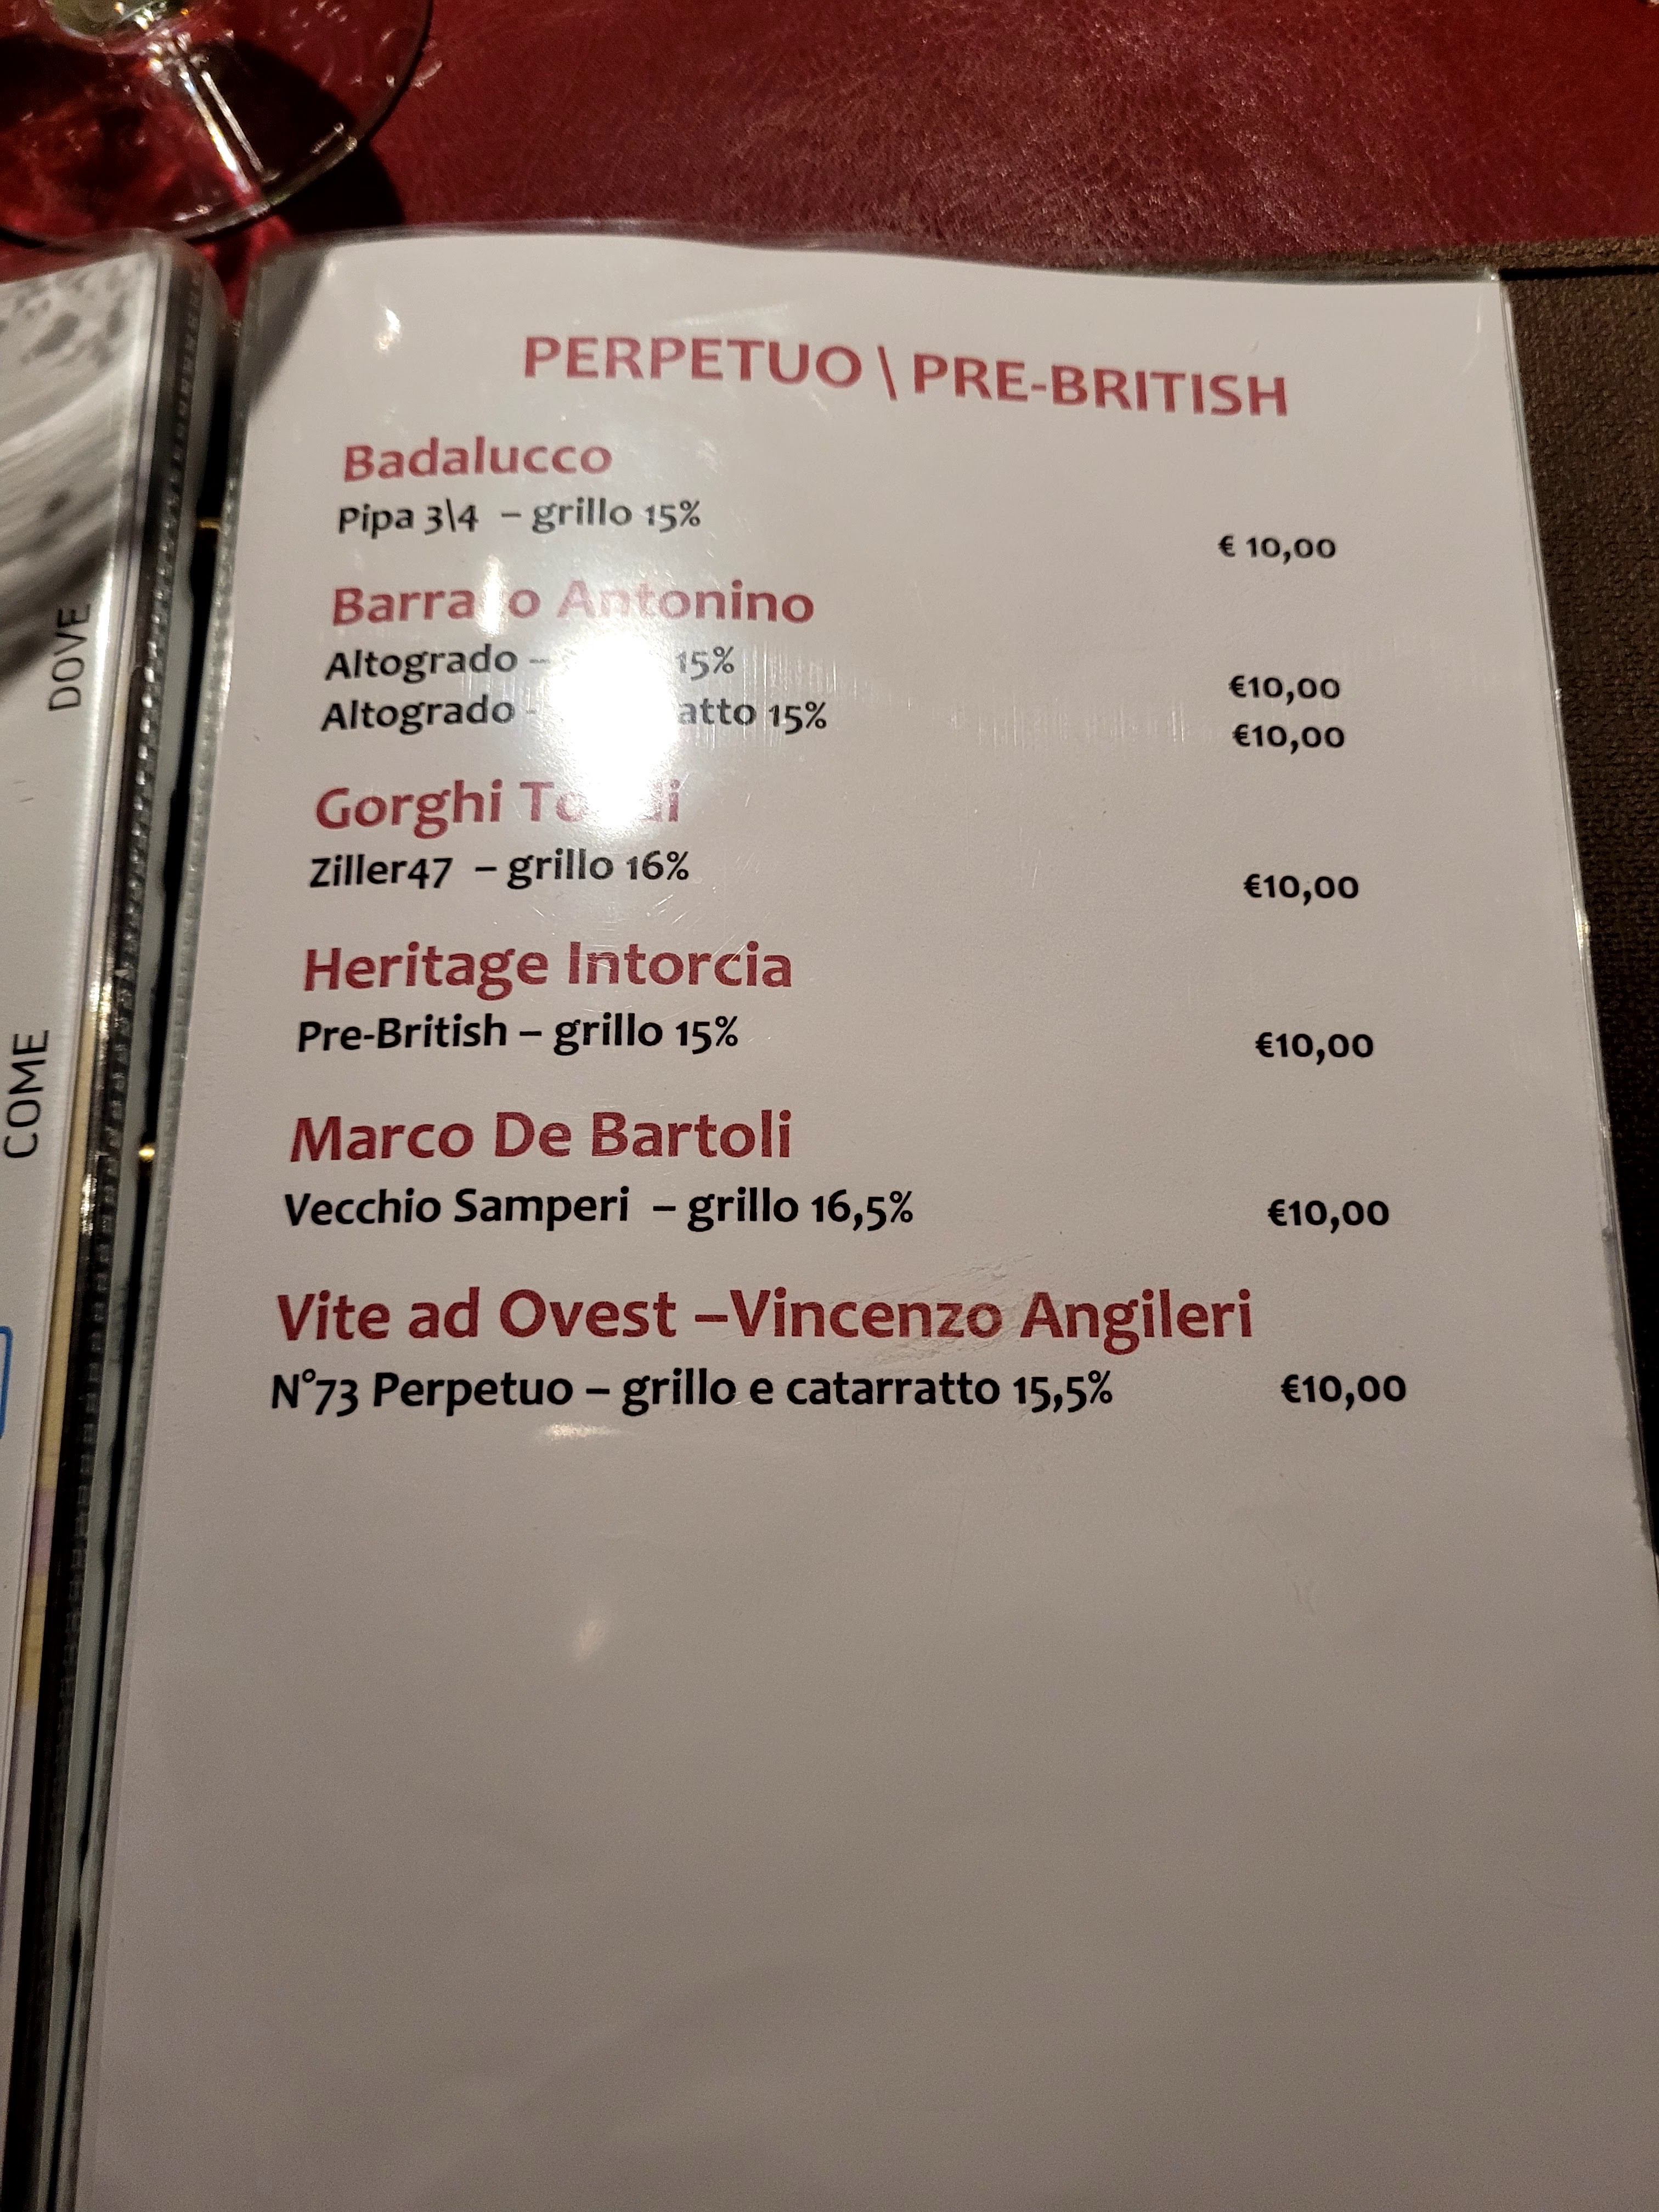 PERPETUO \ PRE-BRITISH
Badalucco
Pipa 3\4 – grillo 15%
€ 10,00
Antonino
Altogrado – 15%
€10,00
Altogrado - 15%
€10,00
Gorghi
Ziller47 – grillo 16%
€10,00
Heritage Intorcia
Pre-British – grillo 15%
€10,00
Marco De Bartoli
Vecchio Samperi – grillo 16,5%
€10,00
Vite ad Ovest –Vincenzo Angileri
N°73 Perpetuo – grillo e catarratto 15,5%
€10,00
DOVE
COME